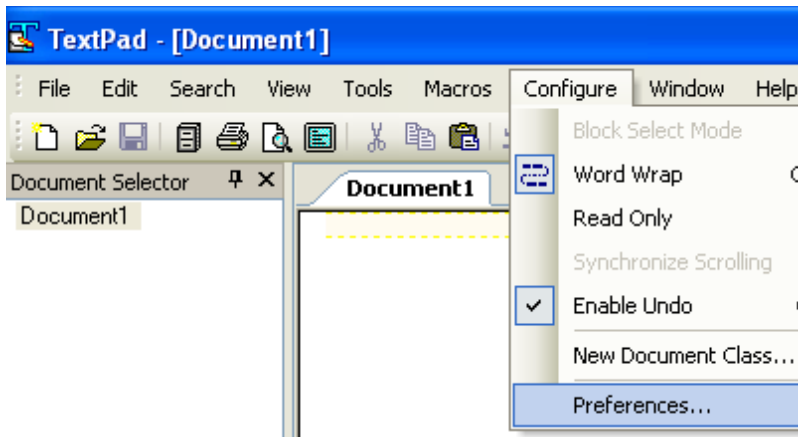 TextPad - [Document1]
File Edit Search View Tools Macros Configure Window Help
Block Select Mode
Document Selector
Document1
Word Wrap
Document1
Read Only
Synchronize Scrolling
Enable Undo
New Document Class...
Preferences...